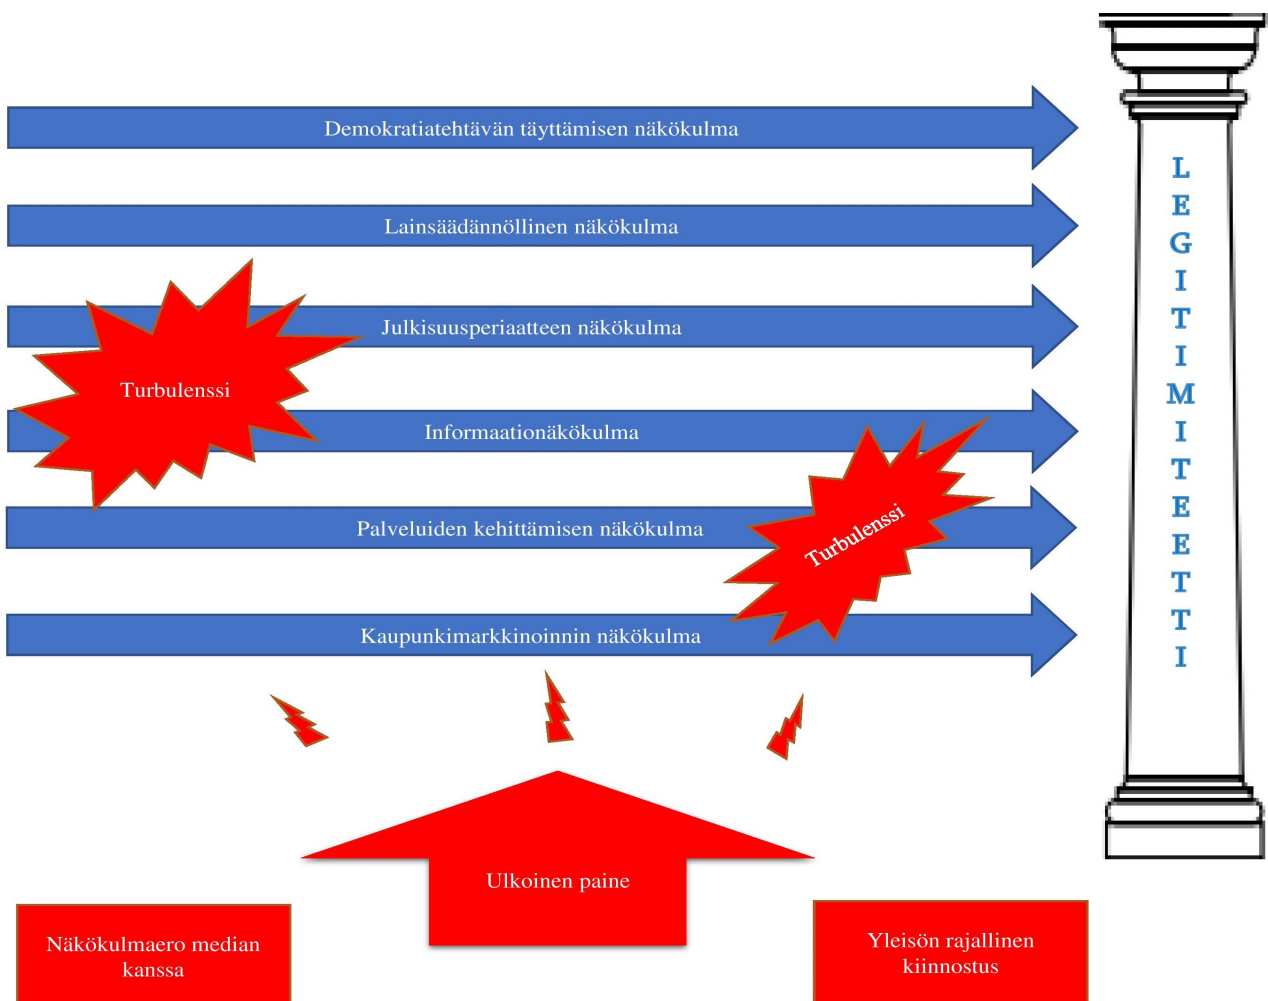 Demokratiatehtävän täyttämisen näkökulma
Lainsäädännöllinen näkökulma
Julkisuusperiaatteen näkökulma
Turbulenssi
Informaationäkökulma
Palveluiden kehittämisen näkökulma
Turbulenssi
Kaupunkimarkkinoinnin näkökulma
L
E
G
I
T
I
M
I
T
E
E
T
T
I
Ulkoinen paine
Näkökulmaero median
kanssa
Yleisön rajallinen
kiinnostus